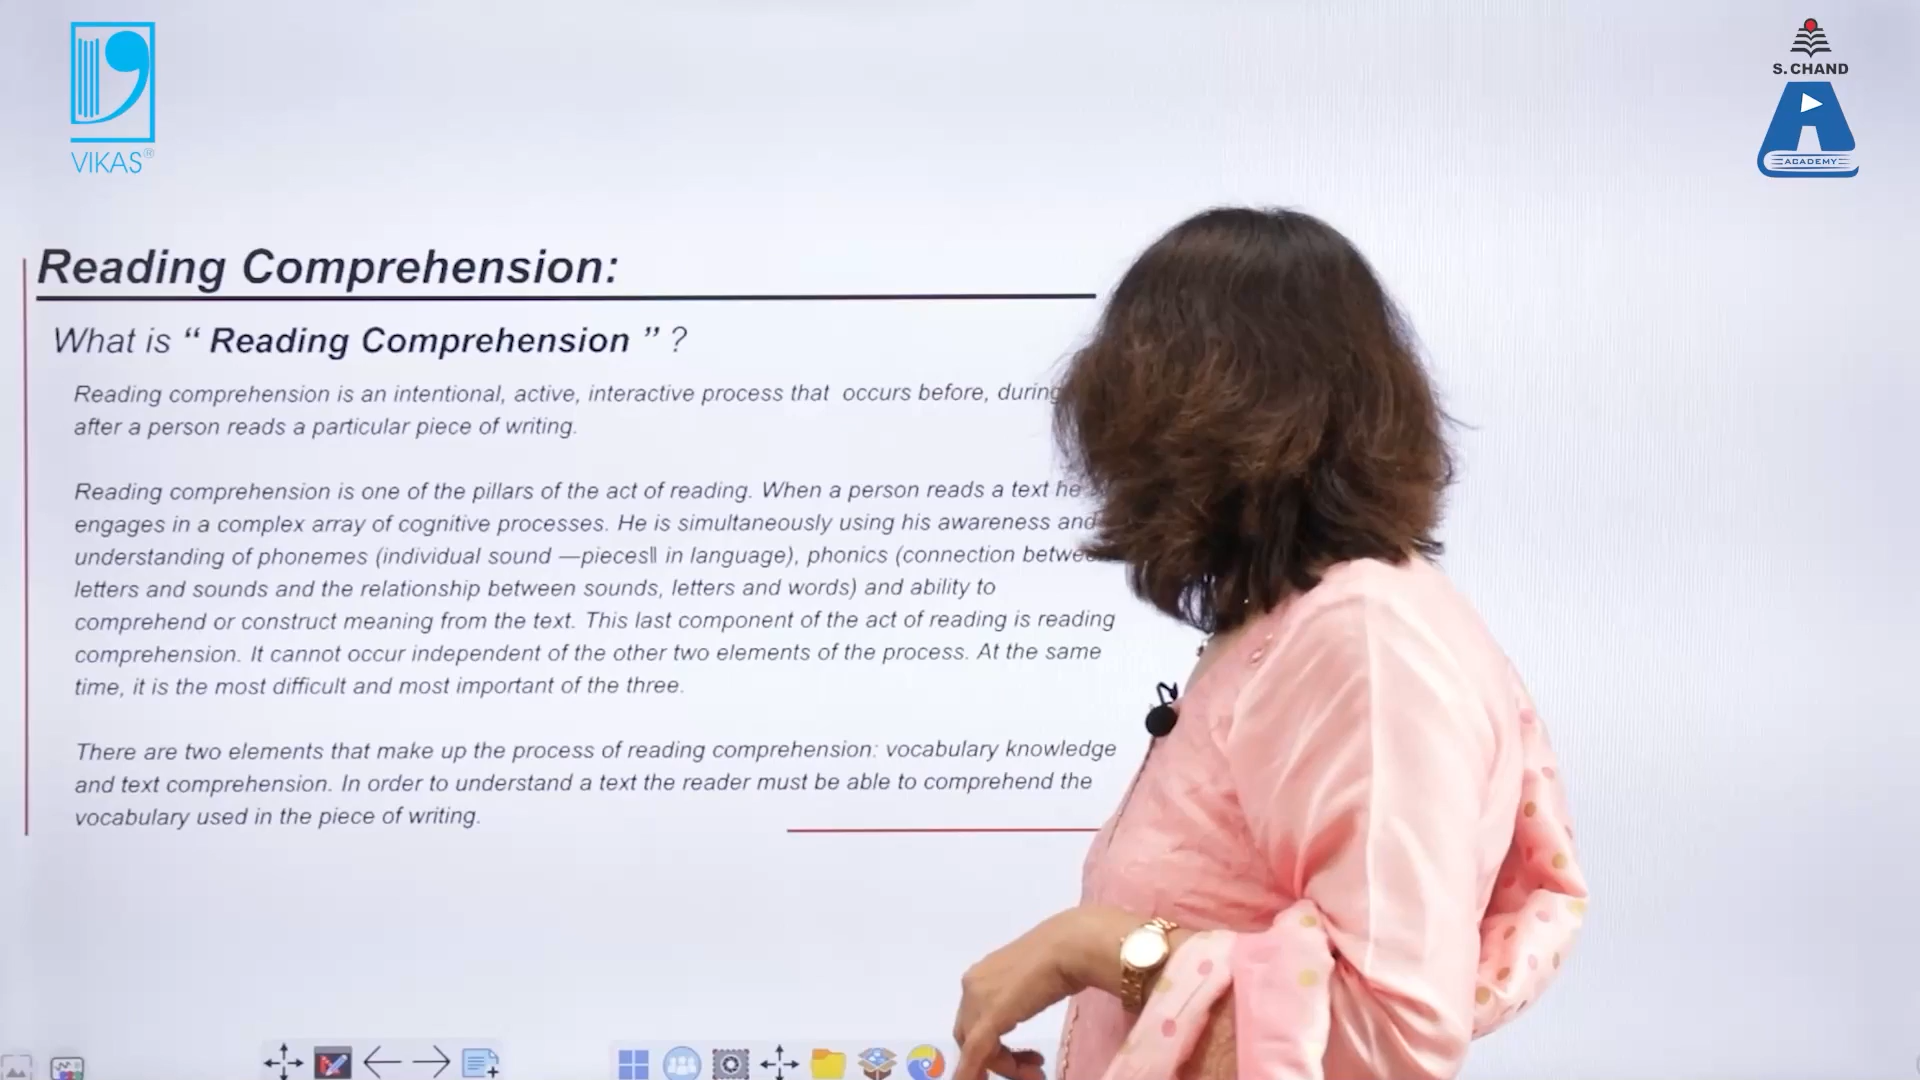 VIKAS®
S.CHAND
ACADEMY
Reading Comprehension:
What is “ Reading Comprehension ” ?
Reading comprehension is an intentional, active, interactive process that occurs before, during
after a person reads a particular piece of writing.
Reading comprehension is one of the pillars of the act of reading. When a person reads a text he
engages in a complex array of cognitive processes. He is simultaneously using his awareness and
understanding of phonemes (individual sound —pieces‖ in language), phonics (connection
letters and sounds and the relationship between sounds, letters and words) and ability to
comprehend or construct meaning from the text. This last component of the act of reading is reading
comprehension. It cannot occur independent of the other two elements of the process. At the same
time, it is the most difficult and most important of the three.
There are two elements that make up the process of reading comprehension: vocabulary knowledge
and text comprehension. In order to understand a text the reader must be able to comprehend the
vocabulary used in the piece of writing.